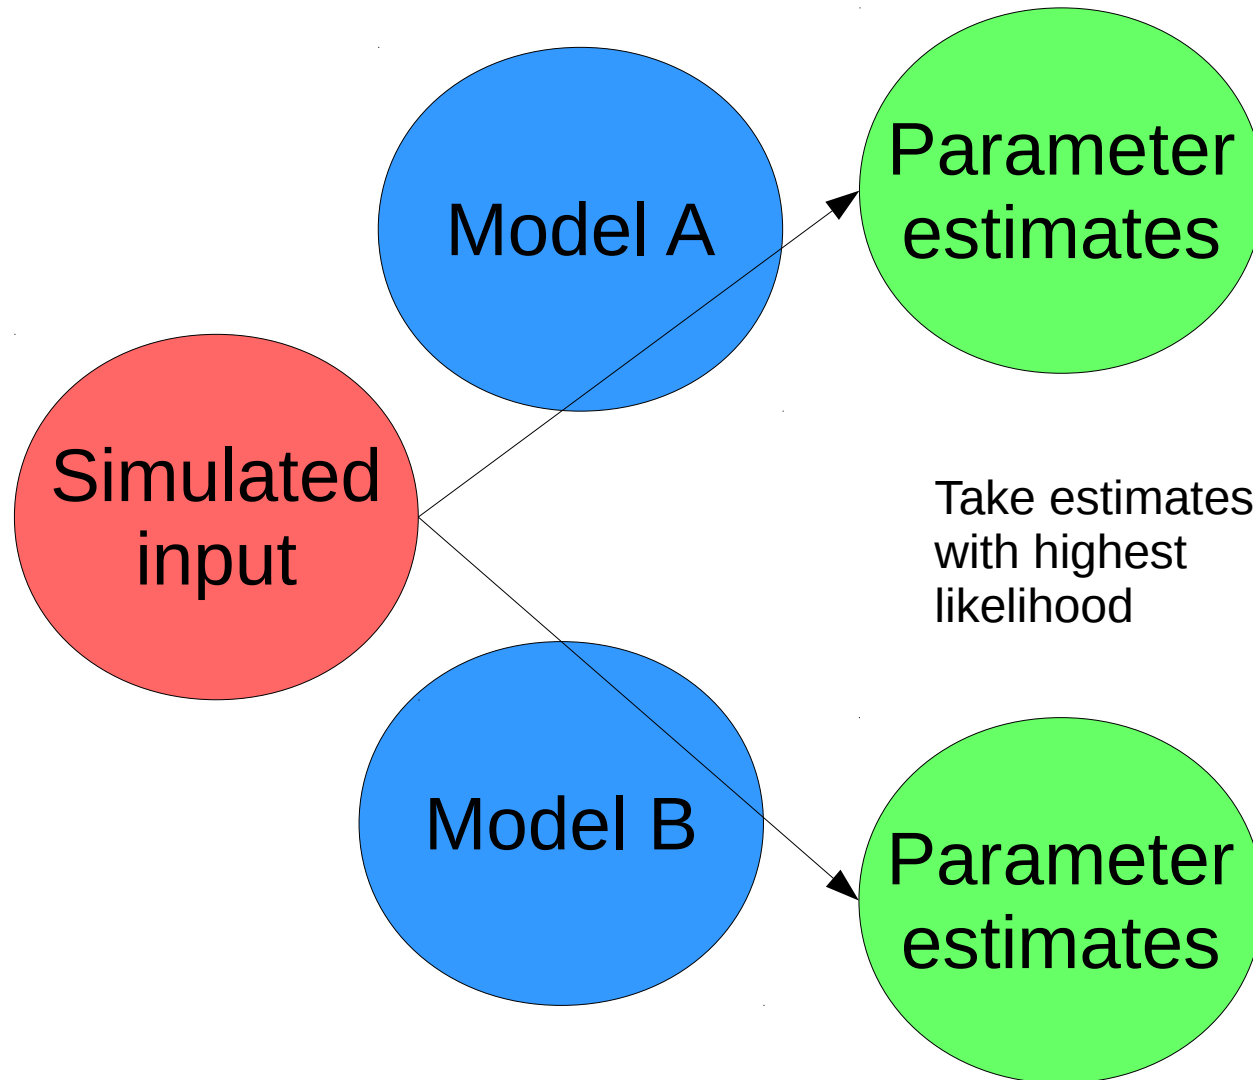 Parameter
estimates
Model A
Simulated
input
Take estimates
with highest
likelihood
Model B
Parameter
estimates